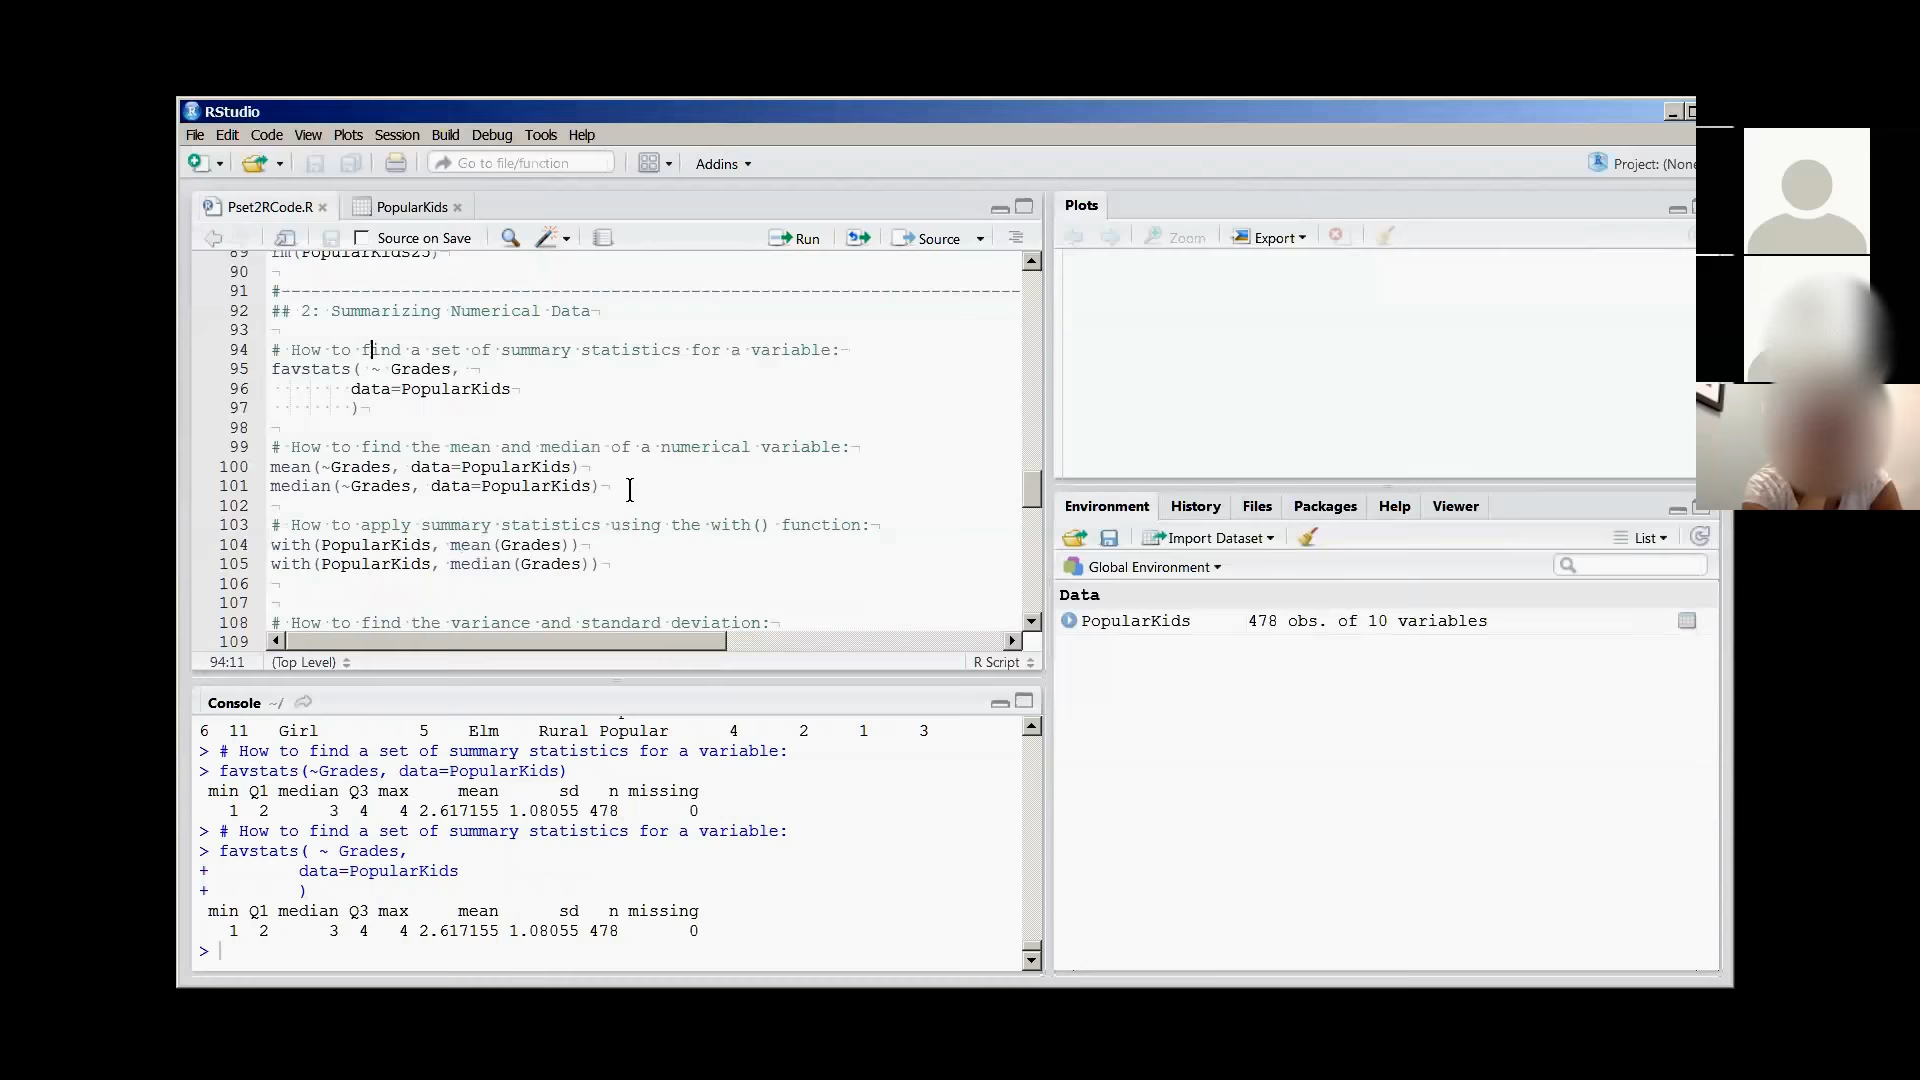 RStudio
File Edit Code View Plots Session Build Debug Tools Help
Go to file/function
Addins
Project: (None
Pset2RCode.R
PopularKids
Source on Save
Run
Source
89 rm(PopularKids25)
90
91 #--------------------------------------------------------------------------
92 ## 2: Summarizing Numerical Data
93
94 # How to find a set of summary statistics for a variable:
95 favstats( ~ Grades,
96 data=PopularKids
97 )
98
99 # How to find the mean and median of a numerical variable:
100 mean(~Grades, data=PopularKids)
101 median(~Grades, data=PopularKids)
102
103 # How to apply summary statistics using the with() function:
104 with(PopularKids, mean(Grades))
105 with(PopularKids, median(Grades))
106
107
108 # How to find the variance and standard deviation:
109
94:11 (Top Level) R Script
Console ~/
6 11 Girl 5 Elm Rural Popular 4 2 1 3
> # How to find a set of summary statistics for a variable:
> favstats(~Grades, data=PopularKids)
min Q1 median Q3 max mean sd n missing
1 2 3 4 4 2.617155 1.08055 478 0
> # How to find a set of summary statistics for a variable:
> favstats( ~ Grades,
+ data=PopularKids
+ )
min Q1 median Q3 max mean sd n missing
1 2 3 4 4 2.617155 1.08055 478 0
>
Plots
Zoom Export
Environment History Files Packages Help Viewer
Import Dataset
List
Global Environment
Data
PopularKids 478 obs. of 10 variables